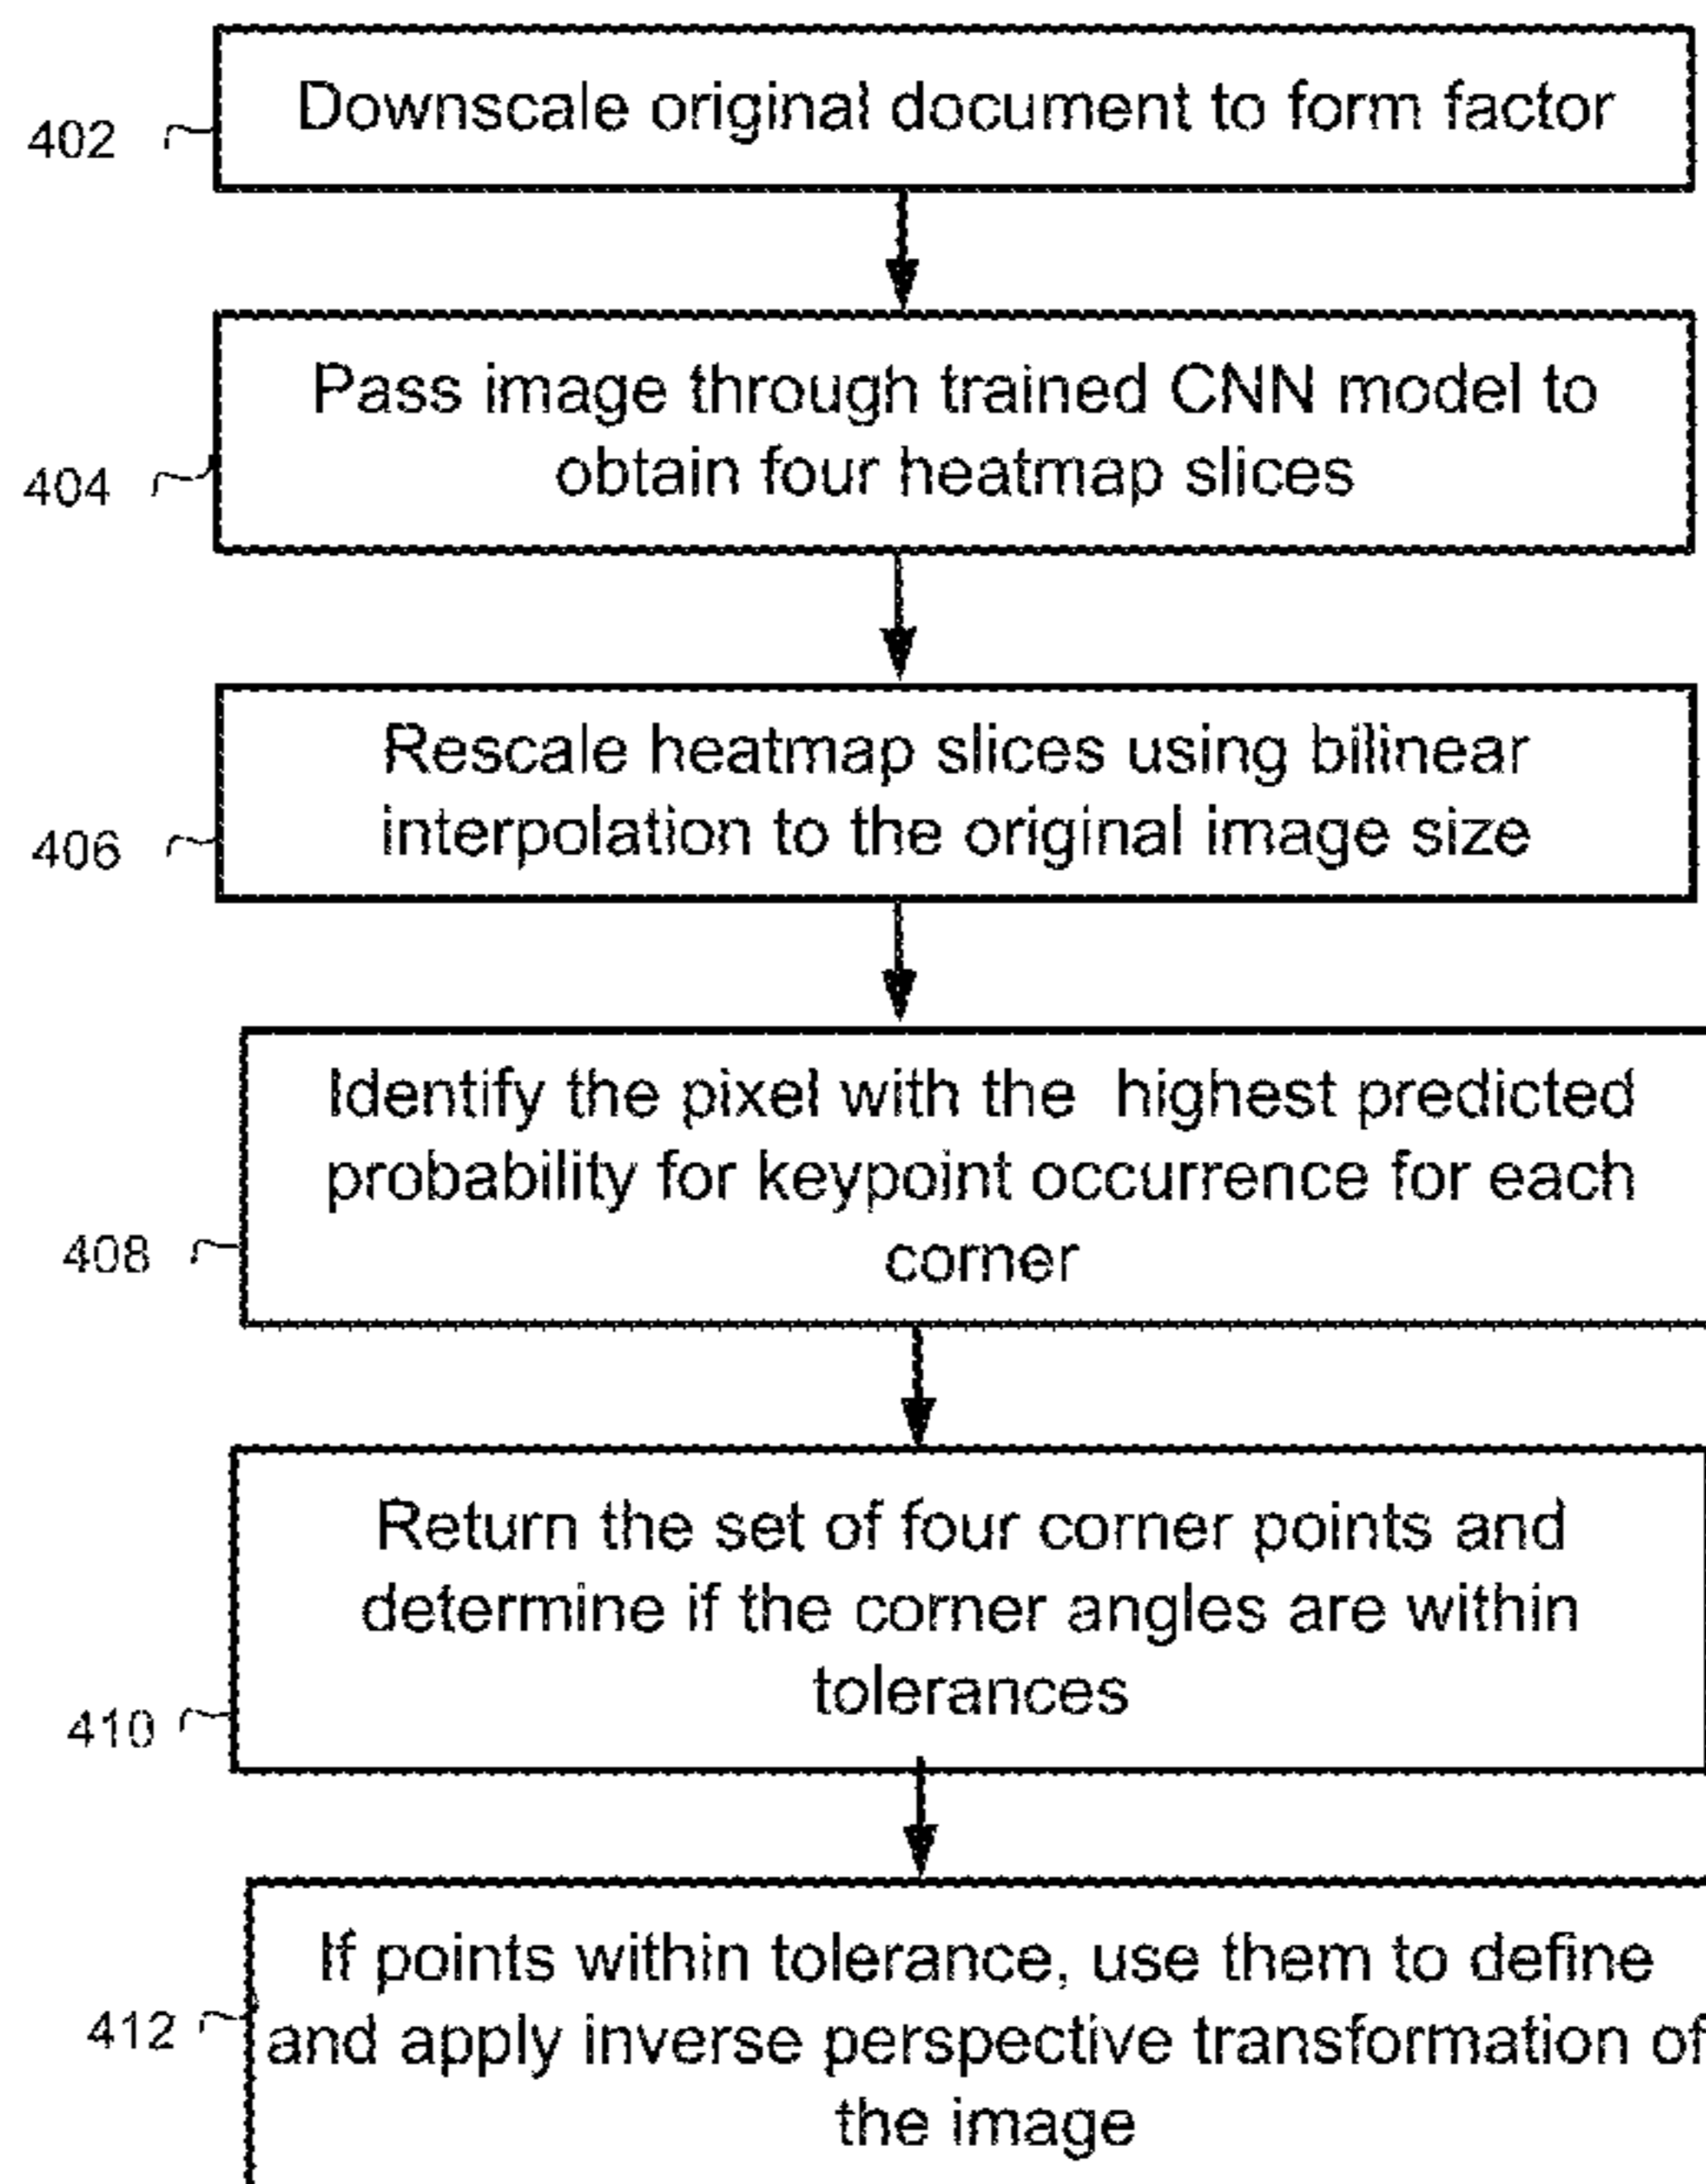 402
Downscale original document to form factor
404
Pass image through trained CNN model to
obtain four heatmap slices
406
Rescale heatmap slices using bilinear
interpolation to the original image size
408
Identify the pixel with the highest predicted
probability for keypoint occurrence for each
corner
410
Return the set of four corner points and
determine if the corner angles are within
tolerances
412
If points within tolerance, use them to define
and apply inverse perspective transformation of
the image